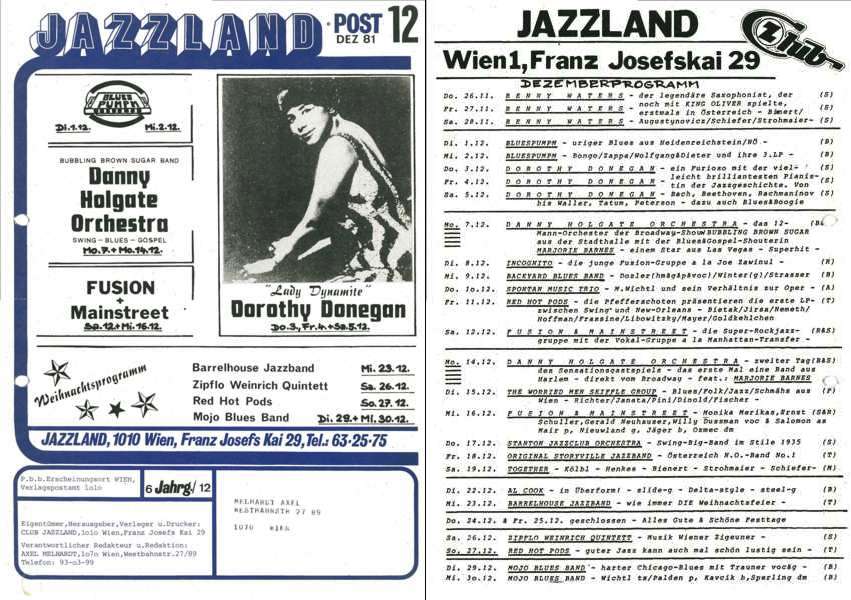 JAZZLAND · POST 12
DEZ 81
BLUES
PUMPM
Di.1.12. Mi.2.12.
BUBBLING BROWN SUGAR BAND
Danny
Holgate
Orchestra
SWING - BLUES - GOSPEL
Mo.7.+Mo.14.12.
FUSION
+
Mainstreet
Sa.12+Mi.16.12.
"Lady Dynamite"
Dorothy Donegan
Do.3, Fr.4.+Sa.5.12.
Weihnachtsprogramm
Barrelhouse Jazzband Mi. 23.12.
Zipflo Weinrich Quintett Sa. 26.12.
Red Hot Pods So. 27.12.
Mojo Blues Band Di. 29.+Mi. 30.12.
JAZZLAND, 1010 Wien, Franz Josefs Kai 29, Tel.: 63-25-75
P.b.b. Erscheinungsort WIEN,
Verlagspostamt 1o1o
6 Jahrg./ 12
MELHARDT AXEL
WESTBAHNSTR 27 89
1070 WIEN
Eigentümer, Herausgeber, Verleger u. Drucker:
CLUB JAZZLAND, 1o1o Wien, Franz Josefs Kai 29
Verantwortlicher Redakteur u. Redaktion:
AXEL MELHARDT, 1o7o Wien, Westbahnstr. 27/89
Telefon: 93-o3-99
JAZZLAND
Z Club
Wien 1, Franz Josefskai 29
DEZEMBERPROGRAMM
Do. 26.11. BENNY WATERS - der legendäre Saxophonist, der (S)
Fr. 27.11. BENNY WATERS - noch mit KING OLIVER spielte, (S)
erstmals in Österreich - Bimert/
Sa. 28.11. BENNY WATERS - Augustynovicz/Schiefer/Strohmaier- (S)
Di. 1.12. BLUESPUMPM - uriger Blues aus Heidenreichstein/NÖ - (B)
Mi. 2.12. BLUESPUMPM - Bongo/Zappa/Wolfgang&Dieter und ihre 3.LP - (B)
Do. 3.12. DOROTHY DONEGAN - ein Furioso mit der viel- (S)
Fr. 4.12. DOROTHY DONEGAN - leicht brilliantesten Pianis- (S)
tin der Jazzgeschichte. Von
Sa. 5.12. DOROTHY DONEGAN - Bach, Beethoven, Rachmaninov (S)
bis Waller, Tatum, Peterson - dazu auch Blues&Boogie
Mo. 7.12. DANNY HOLGATE ORCHESTRA - das 12-
Mann-Orchester der Broadway-Show BUBBLING BROWN SUGAR
aus der Stadthalle mit der Blues&Gospel-Shouterin
MARJORIE BARNES - einem Star aus Las Vegas - Superhit -
Di. 8.12. INCOGNITO - die junge Fusion-Gruppe a la Joe Zawinul -
Mi. 9.12. BACKYARD BLUES BAND - Strasser (B)
Do. 1o.12. SPONTAN MUSIC TRIO - M.Wichtl und sein Verhältnis zur Oper - (A)
Fr. 11.12. RED HOT PODS - die Pfefferschoten präsentieren die erste LP- (T)
zwischen Swing und New-Orleans - Bietak/Jirsa/Nemeth/
Hoffman/Frassine/Libowitzky/Mayer/Goldkehlchen
Sa. 12.12. FUSION & MAINSTREET - die Super-Rockjazz- (R&S)
gruppe mit der Vokal-Gruppe a la Manhattan-Transfer -
Mo. 14.12. DANNY HOLGATE ORCHESTRA - zweiter Tag(B&S)
des Sensationsgastspiels - das erste Mal eine Band aus
Harlem - direkt vom Broadway - feat.: MARJORIE BARNES
Di. 15.12. THE WORRIED MEN SKIFFLE GROUP - Blues/Folk/Jazz/Schmähs auf (F)
Wien - Richter/Janata/Pini/Dinold/Fischer
Mi. 16.12. FUSION & MAINSTREET - Monika Merikas, Ernst (S&R)
Schuller, Gerald Neuhauser, Willy Dussman voc & Salomon as
Mair p, Nieuwland g, Jäger b, Oxmec dm
Do. 17.12. STANTON JAZZCLUB ORCHESTRA - Swing-Big-Band im Stile 1935 (S)
Fr. 18.12. ORIGINAL STORYVILLE JAZZBAND - Österreich N.O.-Band No.1 (T)
Sa. 19.12. TOGETHER - Kölbl - Henkes - Bienert - Strohmaier - Schiefer- (M)
Di. 22.12. AL COOK - in Überform! - slide-g - Delta-style - steel-g (B)
Mi. 23.12. BARRELHOUSE JAZZBAND - wie immer DIE Weihnachtsfeier - (T)
Do. 24.12. & Fr. 25.12. geschlossen - Alles Gute & Schöne Festtage
Sa. 26.12. ZIPFLO WEINRICH QUINTETT - Musik Wiener Zigeuner - (S)
So. 27.12. RED HOT PODS - guter Jazz kann auch mal schön lustig sein - (T)
Di. 29.12. MOJO BLUES BAND - harter Chicago-Blues mit Trauner vocäg - (B)
Mi. 3o.12. MOJO BLUES BAND - Wichtl ts/Palden p, Kavcik b, Sperling dm (B)